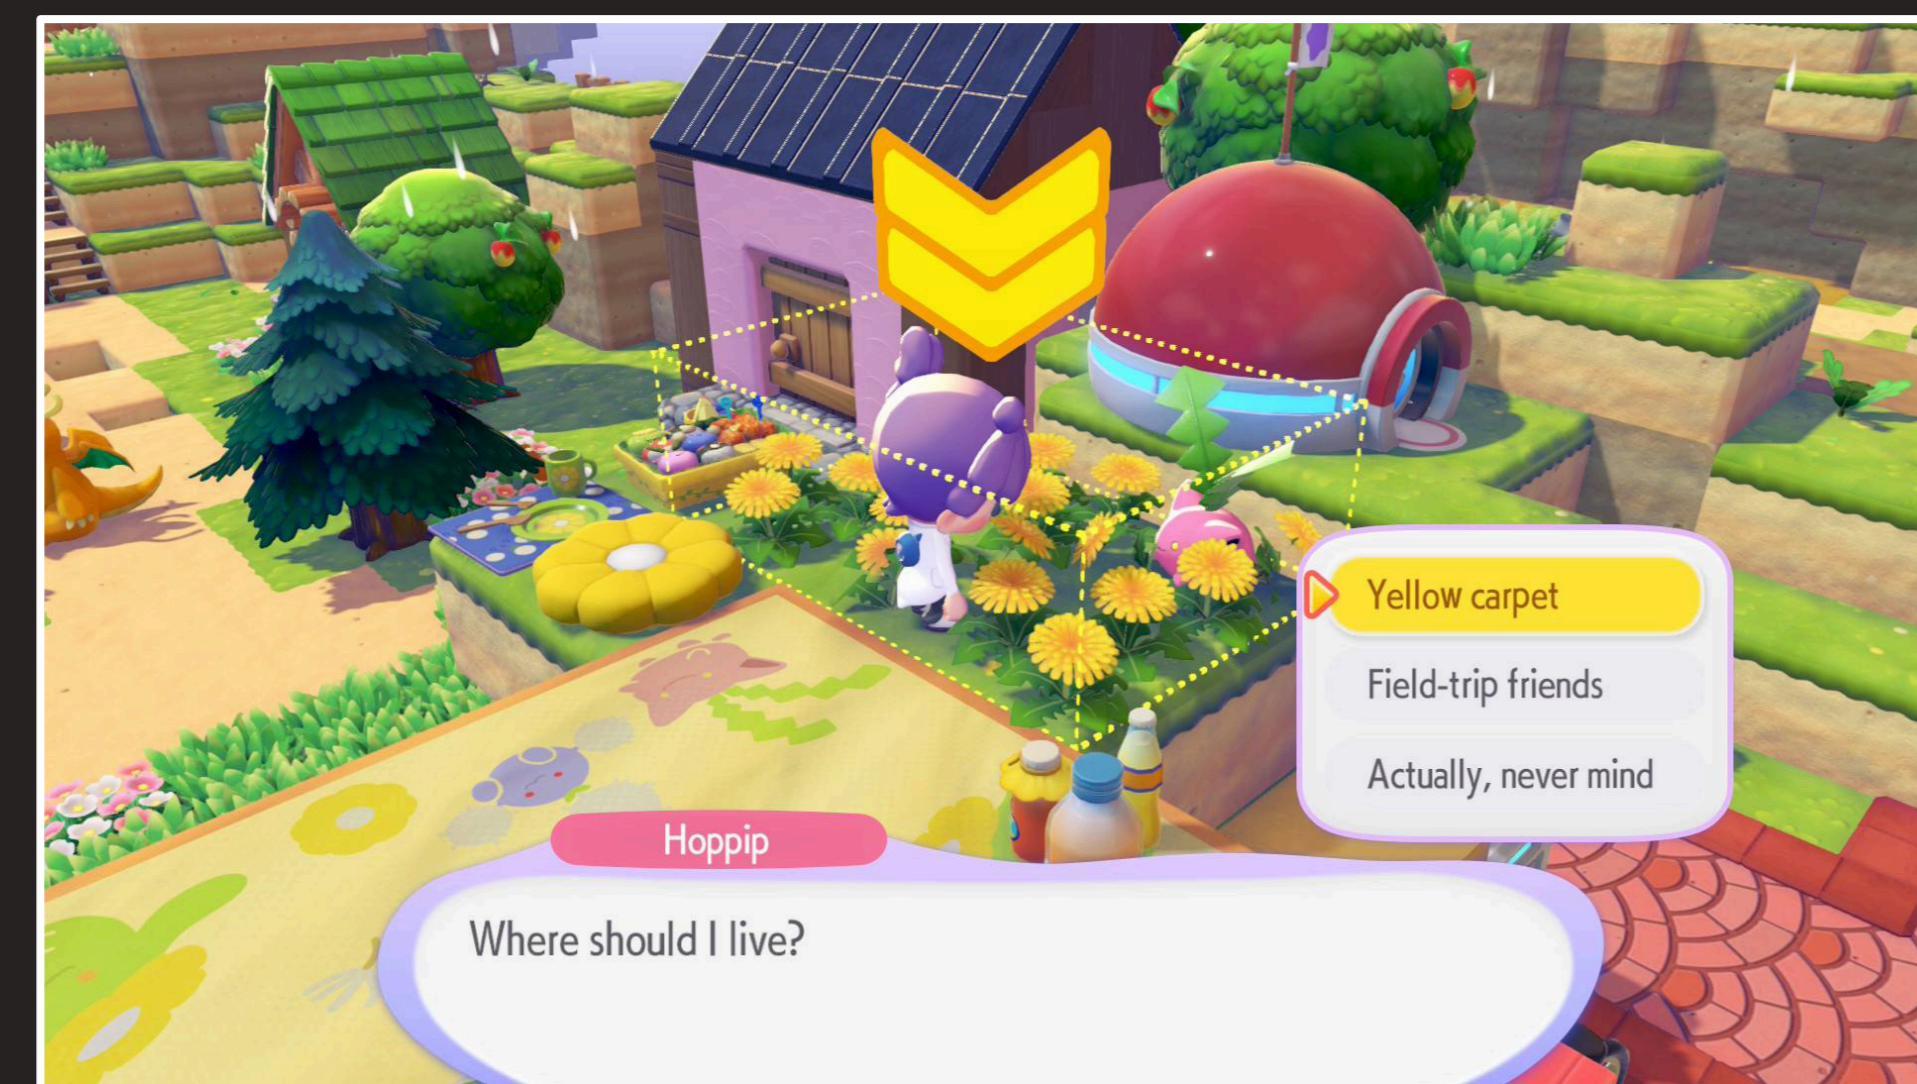 Yellow carpet
Field-trip friends
Actually, never mind
Hoppip
Where should I live?